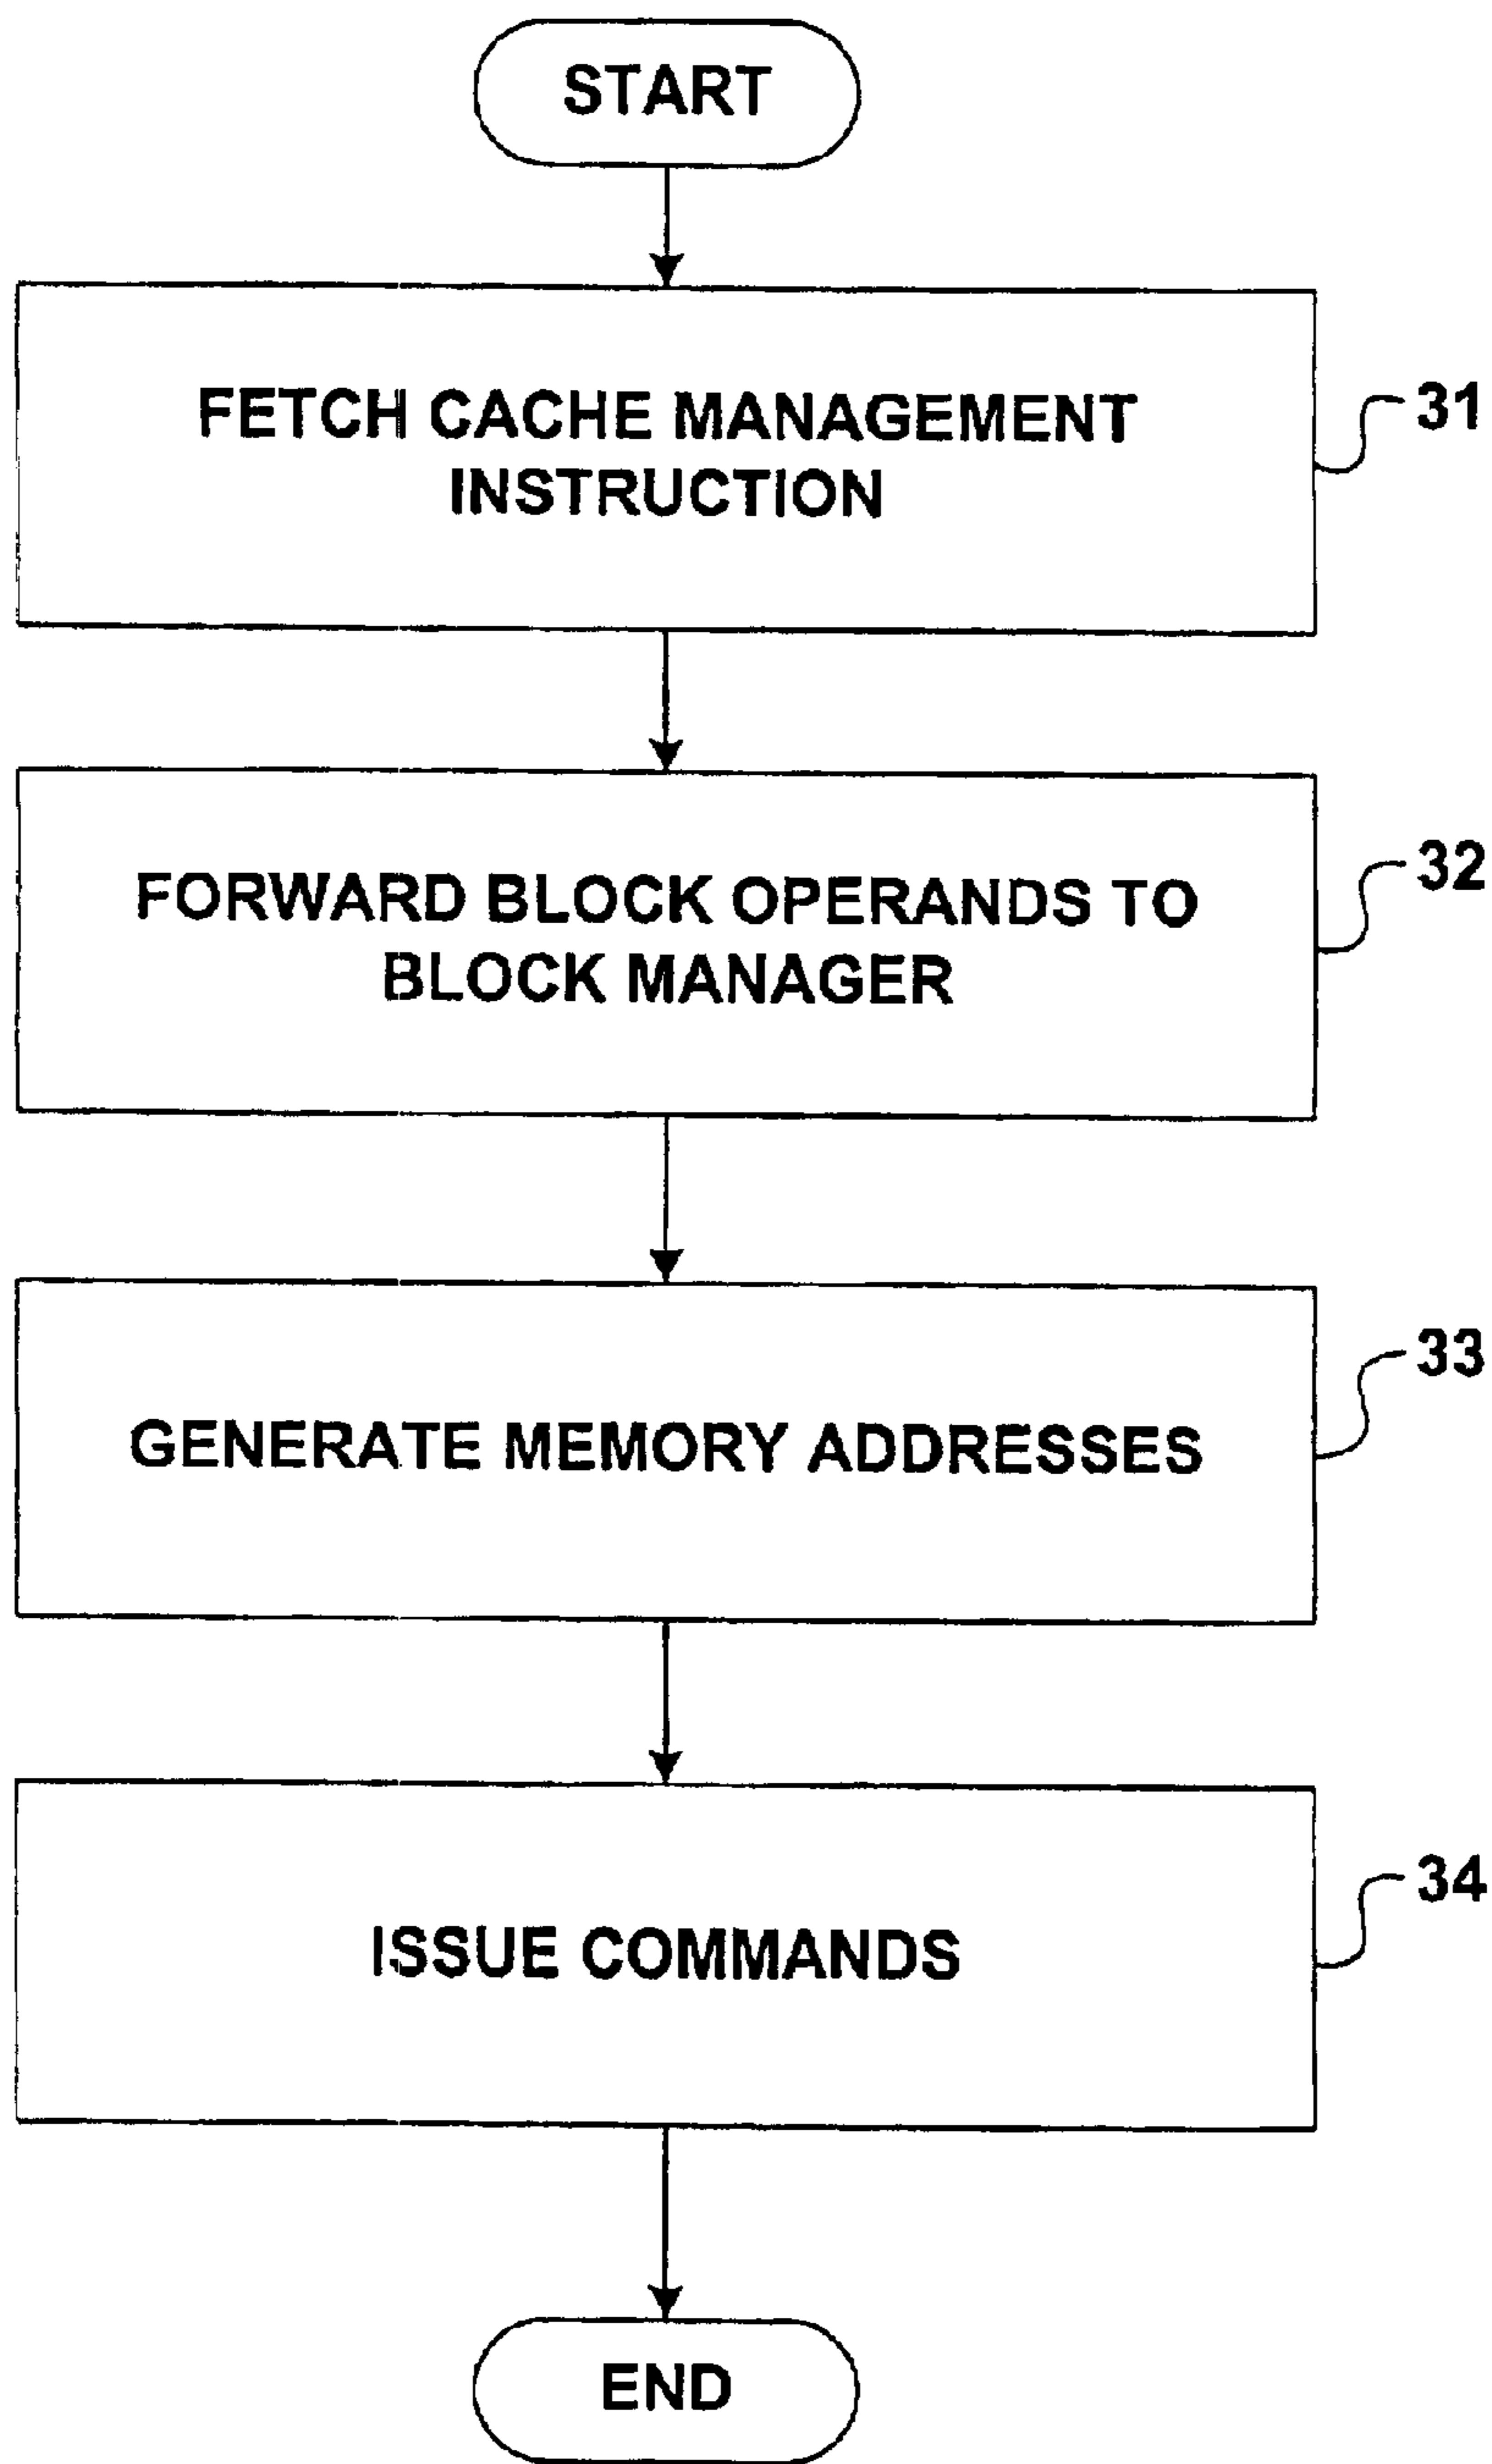 START
FETCH CACHE MANAGEMENT
INSTRUCTION
31
FORWARD BLOCK OPERANDS TO
BLOCK MANAGER
32
GENERATE MEMORY ADDRESSES
33
ISSUE COMMANDS
34
END